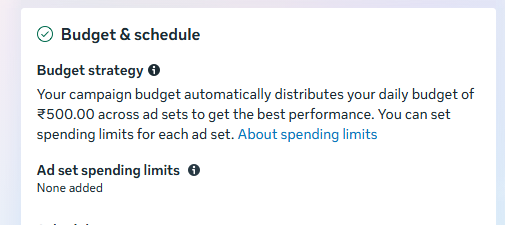 Budget & schedule
Budget strategy
Your campaign budget automatically distributes your daily budget of
₹500.00 across ad sets to get the best performance. You can set
spending limits for each ad set. About spending limits
Ad set spending limits
None added